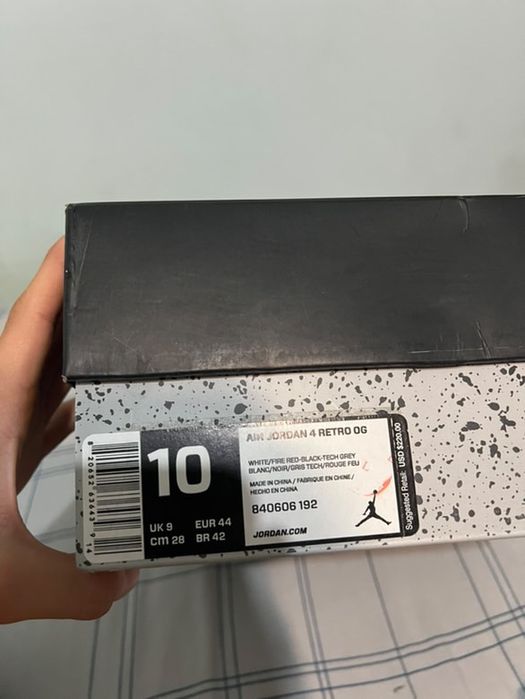 10
UK 9 EUR 44
cm 28 BR 42
AIR JORDAN 4 RETRO OG
WHITE/FIRE RED-BLACK-TECH GREY
BLANC/NOIR/GRIS TECH/ROUGE FEU
MADE IN CHINA / FABRIQUE EN CHINE /
HECHO EN CHINA
840606 192
JORDAN.COM
Suggested Retail: USD $220.00